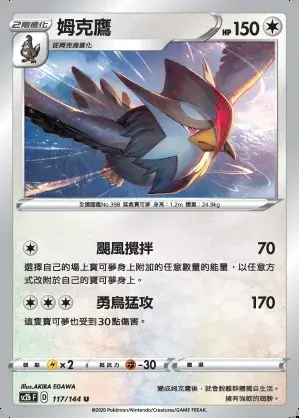 2階進化
姆克鷹
HP 150
從姆克鳥進化
全國圖鑑No.398 猛禽寶可夢 身高：1.2m 體重：24.9kg
颶風攪拌 70
選擇自己的場上寶可夢身上附加的任意數量的能量，以任意
方式改附於自己的寶可夢身上。
勇鳥猛攻 170
這隻寶可夢也受到30點傷害。
弱點 ×2 抵抗力 -30 撤退
Illus.AKIRA EGAWA
SC2b F D 117/144 U
變成姆克鷹後，就會脫離群體獨自生活。
擁有強健的翅膀。
©2020 Pokémon/Nintendo/Creatures/GAME FREAK.